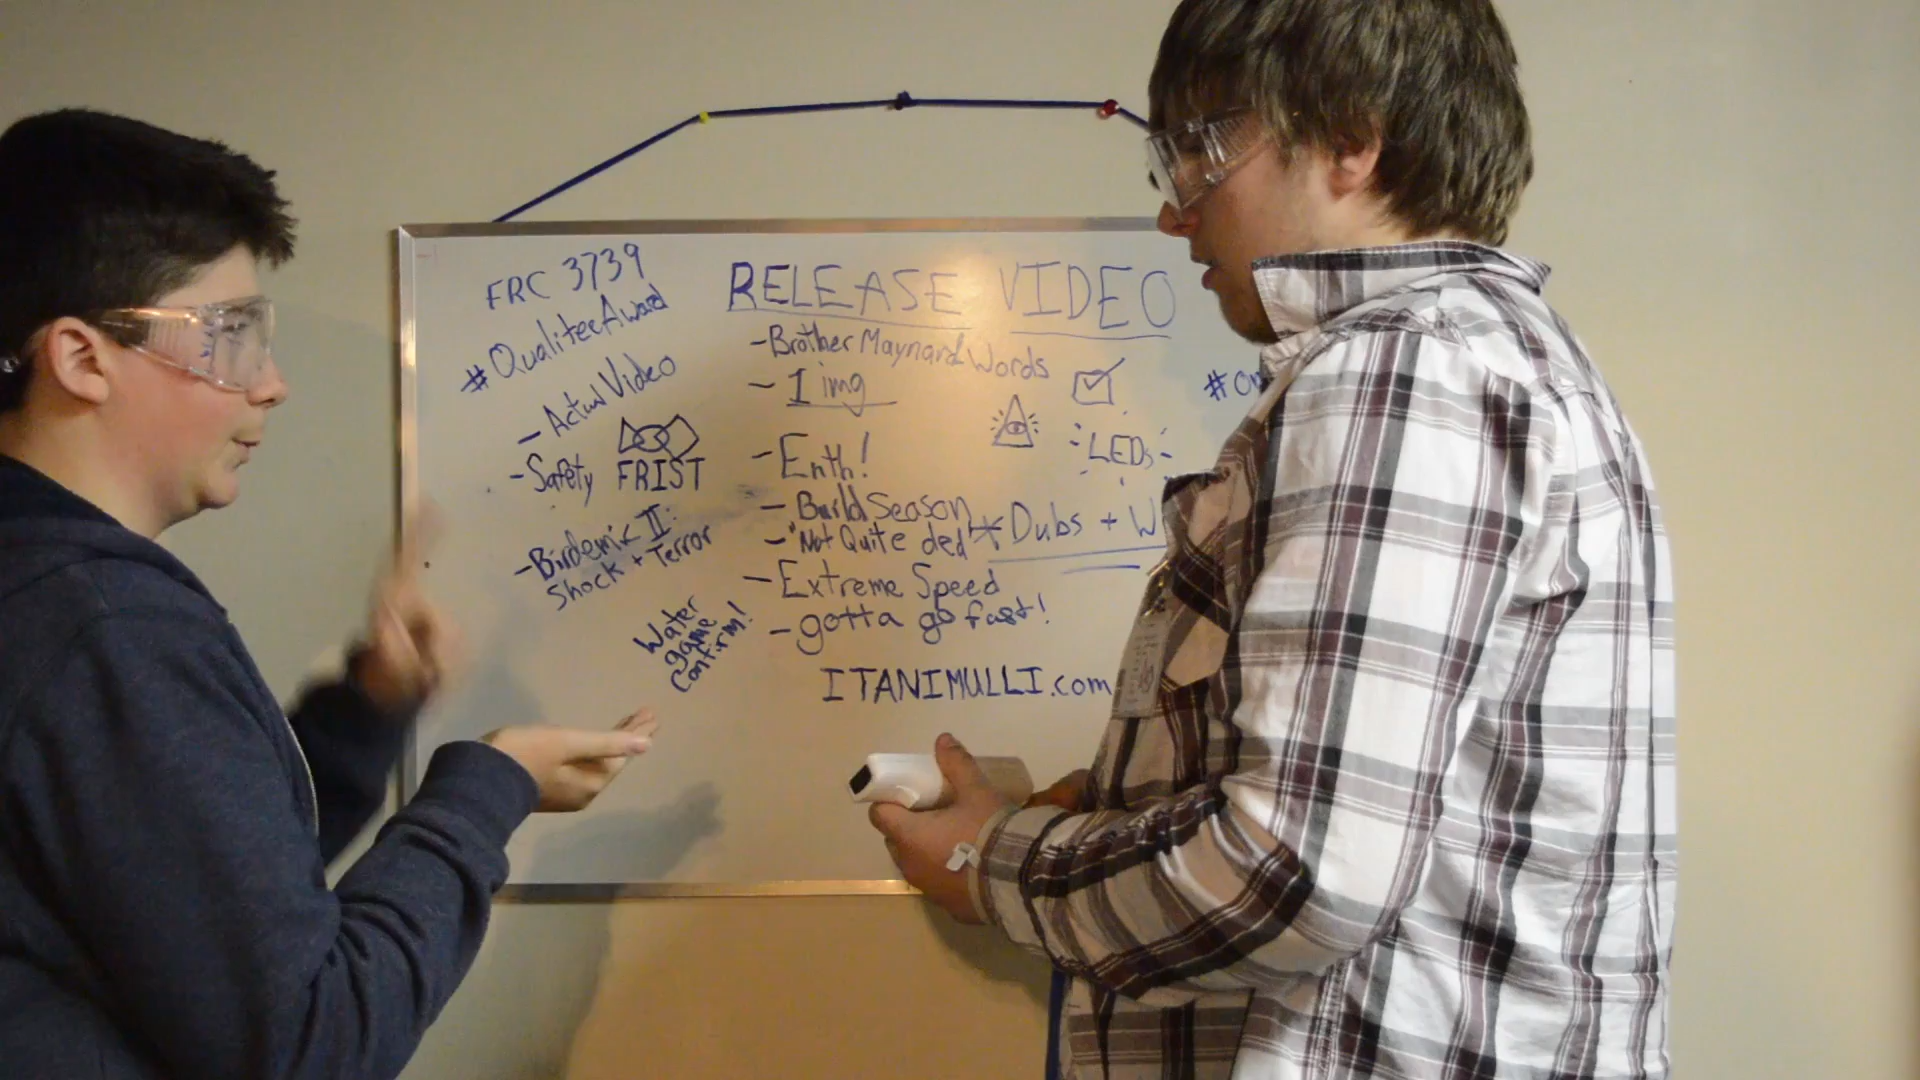 FRC 3739
#QualiteeAward
- Actual Video
- Safety FRIST
- Birdemic II:
Shock + Terror
Water
game
confirm!
RELEASE VIDEO
- Brother Maynard Words
- 1 img
- Enth!
- Build Season
- "Not Quite ded"
- Extreme Speed
- gotta go fast!
ITANIMULLI.com
LEDs
* Dubs + W
#on